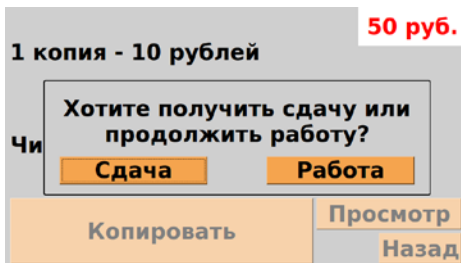 50 руб.
1 копия - 10 рублей
Хотите получить сдачу или
продолжить работу?
Чи
Сдача Работа
Копировать
Просмотр
Назад